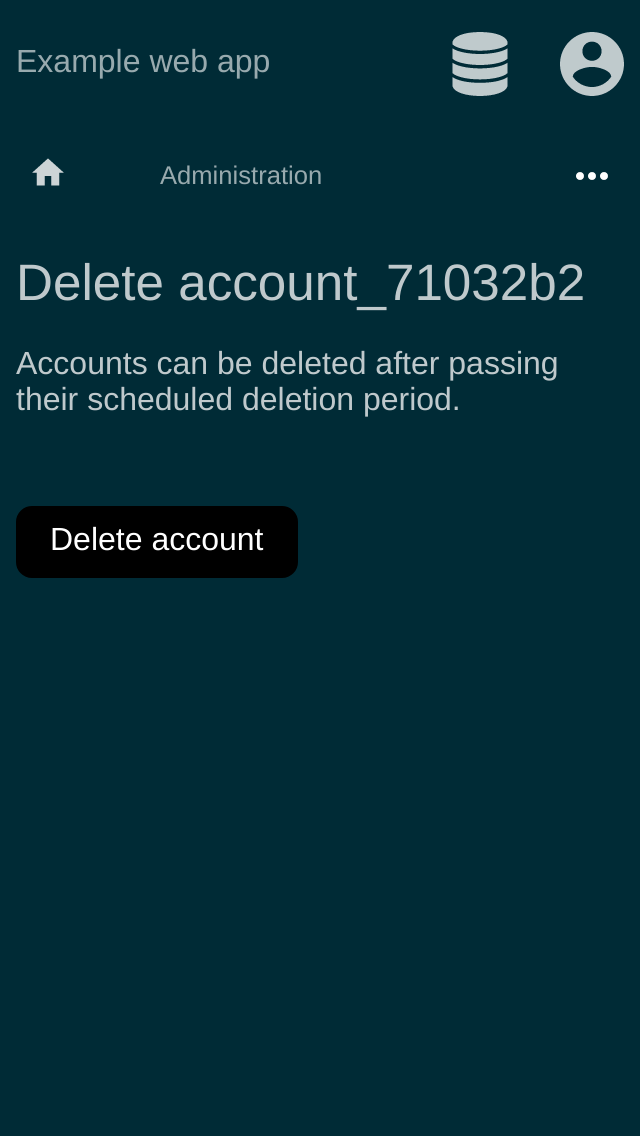 Example web app
Administration
Delete account_71032b2
Accounts can be deleted after passing
their scheduled deletion period.
Delete account